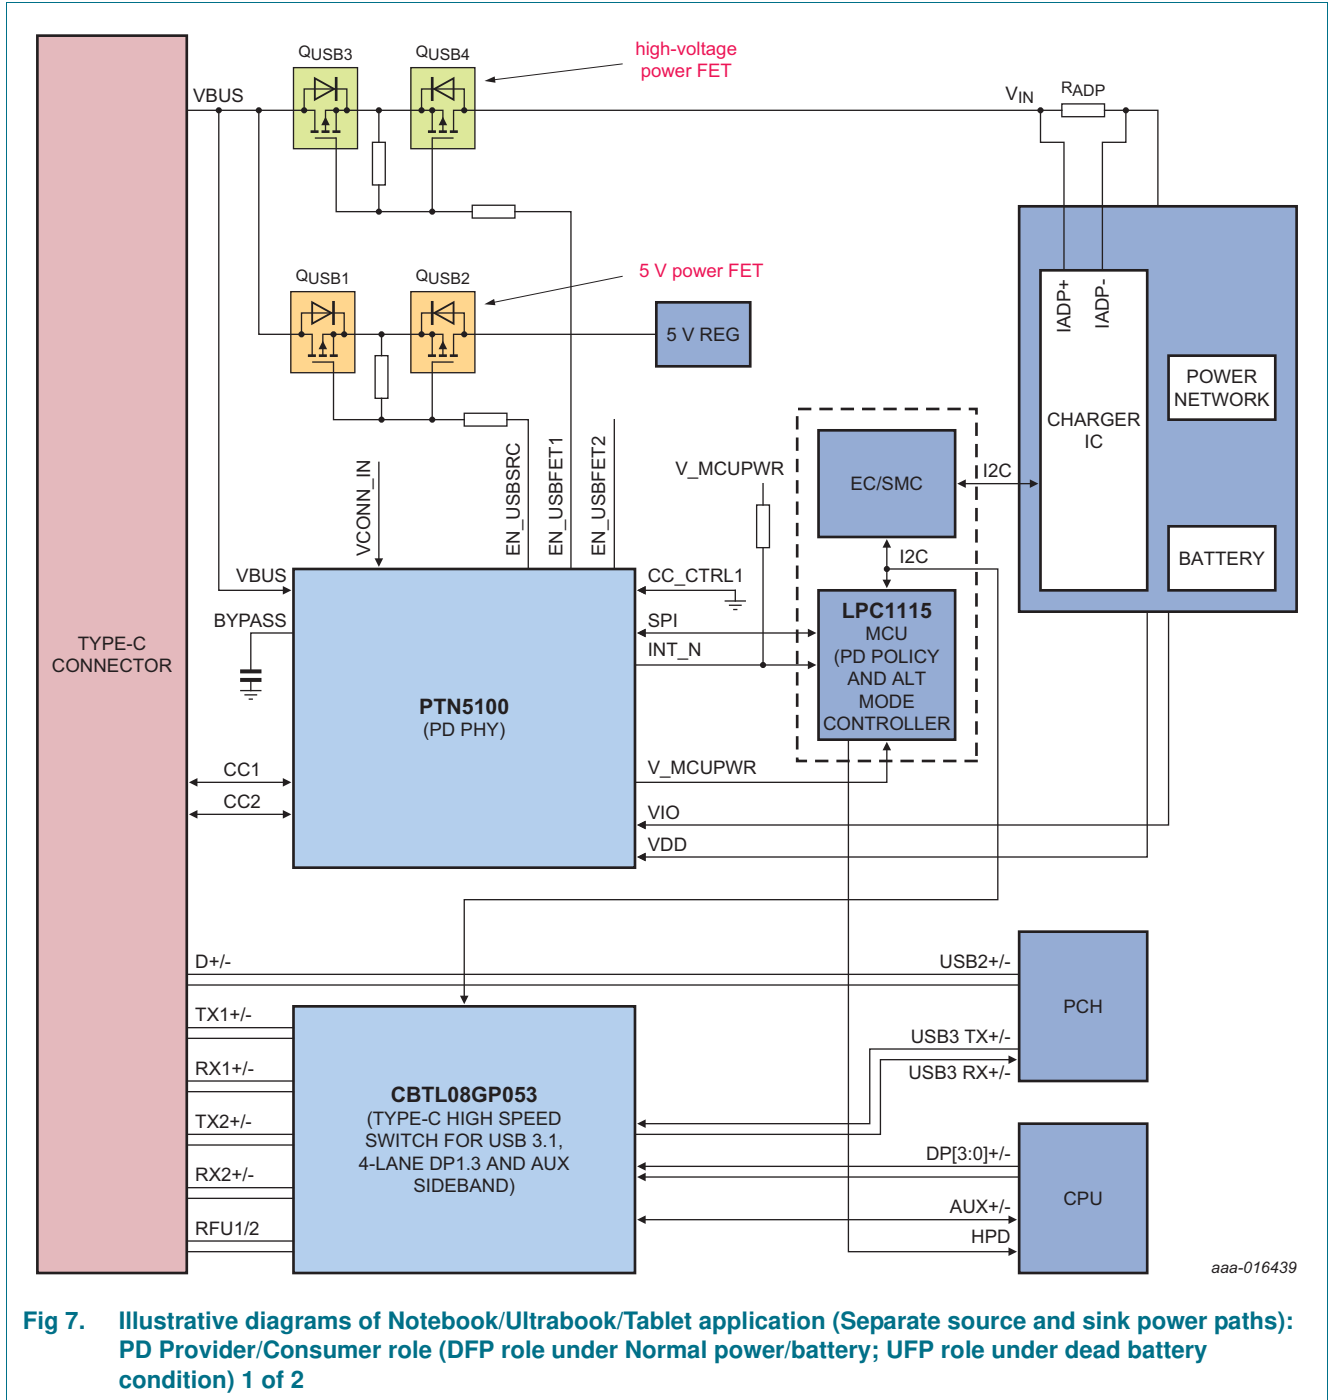 QUSB3
QUSB4
high-voltage
power FET
VBUS
VIN
RADP
QUSB1
QUSB2
5 V power FET
5 V REG
IADP+
IADP-
POWER
NETWORK
CHARGER
IC
BATTERY
VCONN_IN
EN_USBSRC
EN_USBFET1
EN_USBFET2
V_MCUPWR
EC/SMC
I2C
I2C
VBUS
BYPASS
CC_CTRL1
SPI
INT_N
LPC1115
MCU
(PD POLICY
AND ALT
MODE
CONTROLLER
TYPE-C
CONNECTOR
PTN5100
(PD PHY)
CC1
CC2
V_MCUPWR
VIO
VDD
D+/-
USB2+/-
TX1+/-
RX1+/-
TX2+/-
RX2+/-
RFU1/2
CBTL08GP053
(TYPE-C HIGH SPEED
SWITCH FOR USB 3.1,
4-LANE DP1.3 AND AUX
SIDEBAND)
PCH
USB3 TX+/-
USB3 RX+/-
DP[3:0]+/-
CPU
AUX+/-
HPD
aaa-016439
Fig 7. Illustrative diagrams of Notebook/Ultrabook/Tablet application (Separate source and sink power paths):
PD Provider/Consumer role (DFP role under Normal power/battery; UFP role under dead battery
condition) 1 of 2